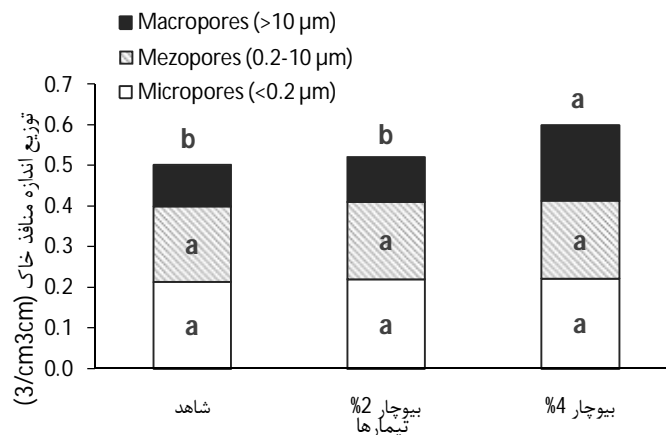 Macropores (>10 µm)
Mezopores (0.2-10 µm)
Micropores (<0.2 µm)
توزیع اندازه منافذ خاک (3/cm3cm)
0.7
0.6
0.5
0.4
0.3
0.2
0.1
0.0
b
b
a
a
a
a
a
a
a
شاهد
بیوچار 2%
بیوچار 4%
تیمارها